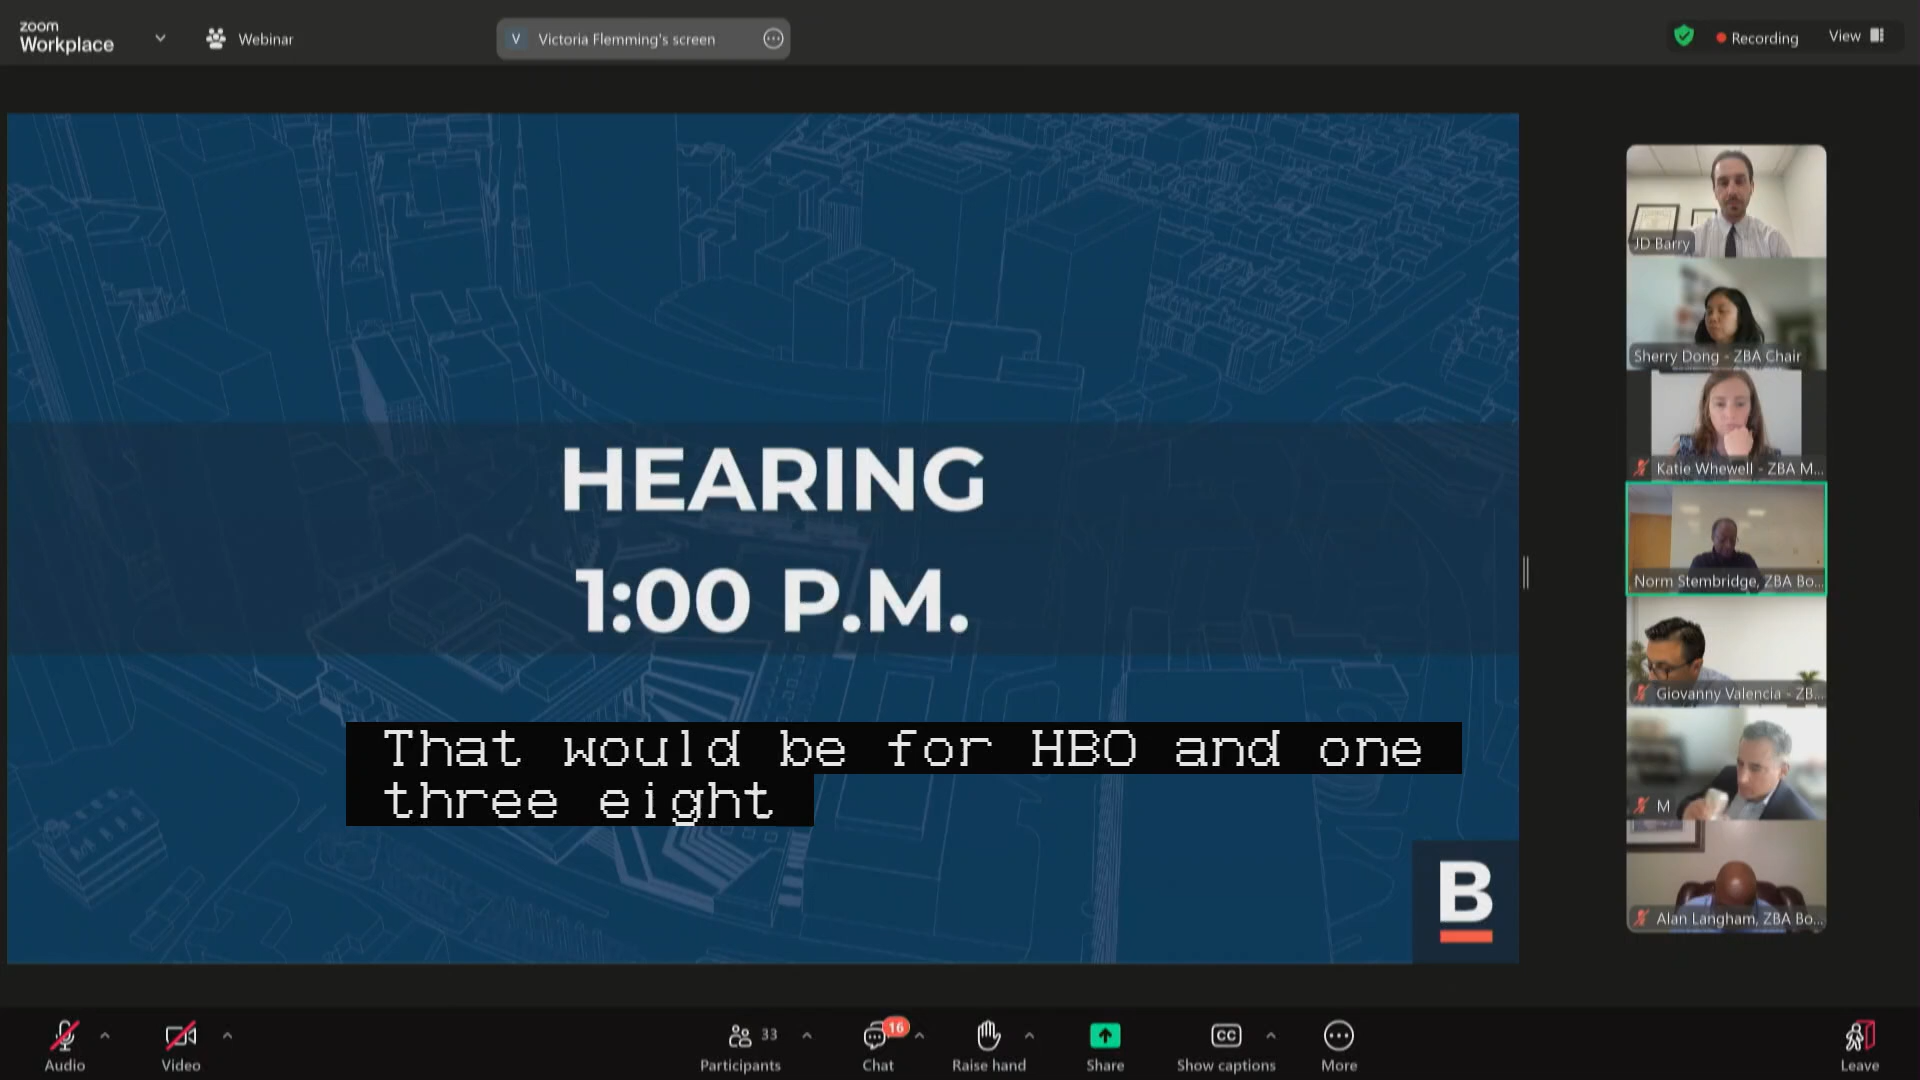 zoom
Workplace
Webinar
V Victoria Flemming's screen
Recording
View
HEARING
1:00 P.M.
That would be for HBO and one
three eight
B
JD Barry
Sherry Dong - ZBA Chair
Katie Whewell - ZBA M...
Norm Stembridge, ZBA Bo...
Giovanny Valencia - ZB...
M
Alan Langham, ZBA Bo...
Audio
Video
33
Participants
16
Chat
Raise hand
Share
CC
Show captions
More
Leave